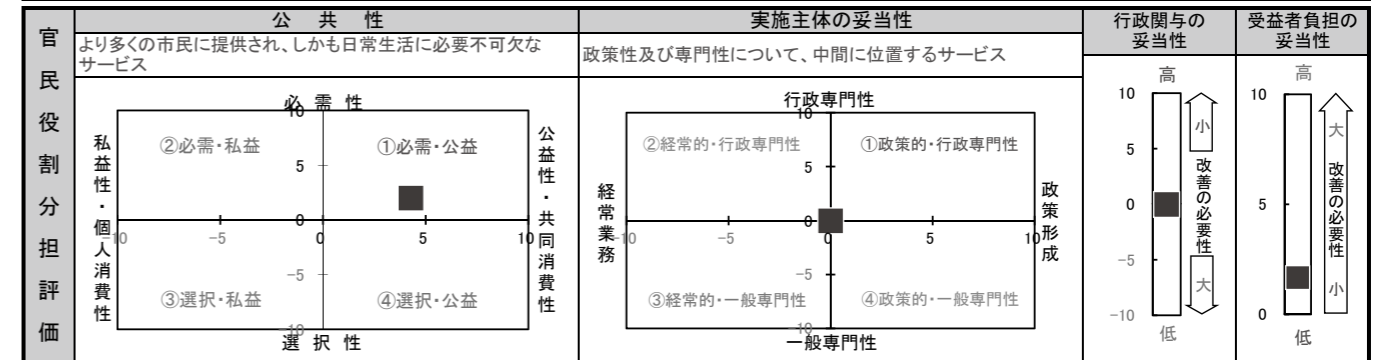 官民役割分担評価
公共性
より多くの市民に提供され、しかも日常生活に必要不可欠な
サービス
必需性
私益性・個人消費性
公益性・共同消費性
②必需・私益
①必需・公益
③選択・私益
④選択・公益
10
5
0
-5
-10
-10
-5
0
5
10
選択性
実施主体の妥当性
政策性及び専門性について、中間に位置するサービス
行政専門性
経常業務
政策形成
②経常的・行政専門性
①政策的・行政専門性
③経常的・一般専門性
④政策的・一般専門性
10
5
0
-5
-10
-10
-5
0
5
10
一般専門性
行政関与の
妥当性
高
10
5
0
-5
-10
小
改善の必要性
大
低
受益者負担の
妥当性
高
10
5
0
大
改善の必要性
小
低